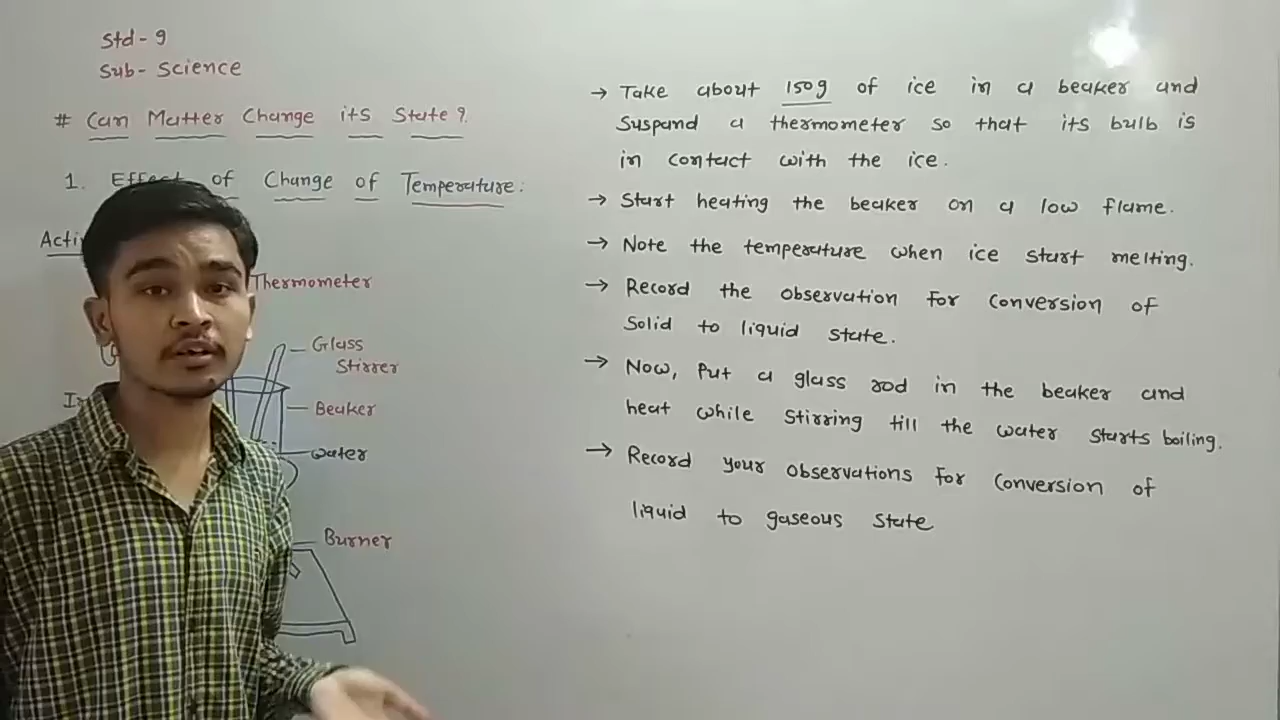 Std - 9
Sub - Science
# Can Matter Change its State ?
1. Effect of Change of Temperature :
Thermometer
Glass
Stirrer
Beaker
water
Burner
→ Take about 150g of ice in a beaker and
Suspand a thermometer so that its bulb is
in contact with the ice.
→ Start heating the beaker on a low flame.
→ Note the temperature when ice start melting.
→ Record the observation for conversion of
Solid to liquid state.
→ Now, Put a glass rod in the beaker and
heat while stirring till the water starts boiling.
→ Record your observations for conversion of
liquid to gaseous state